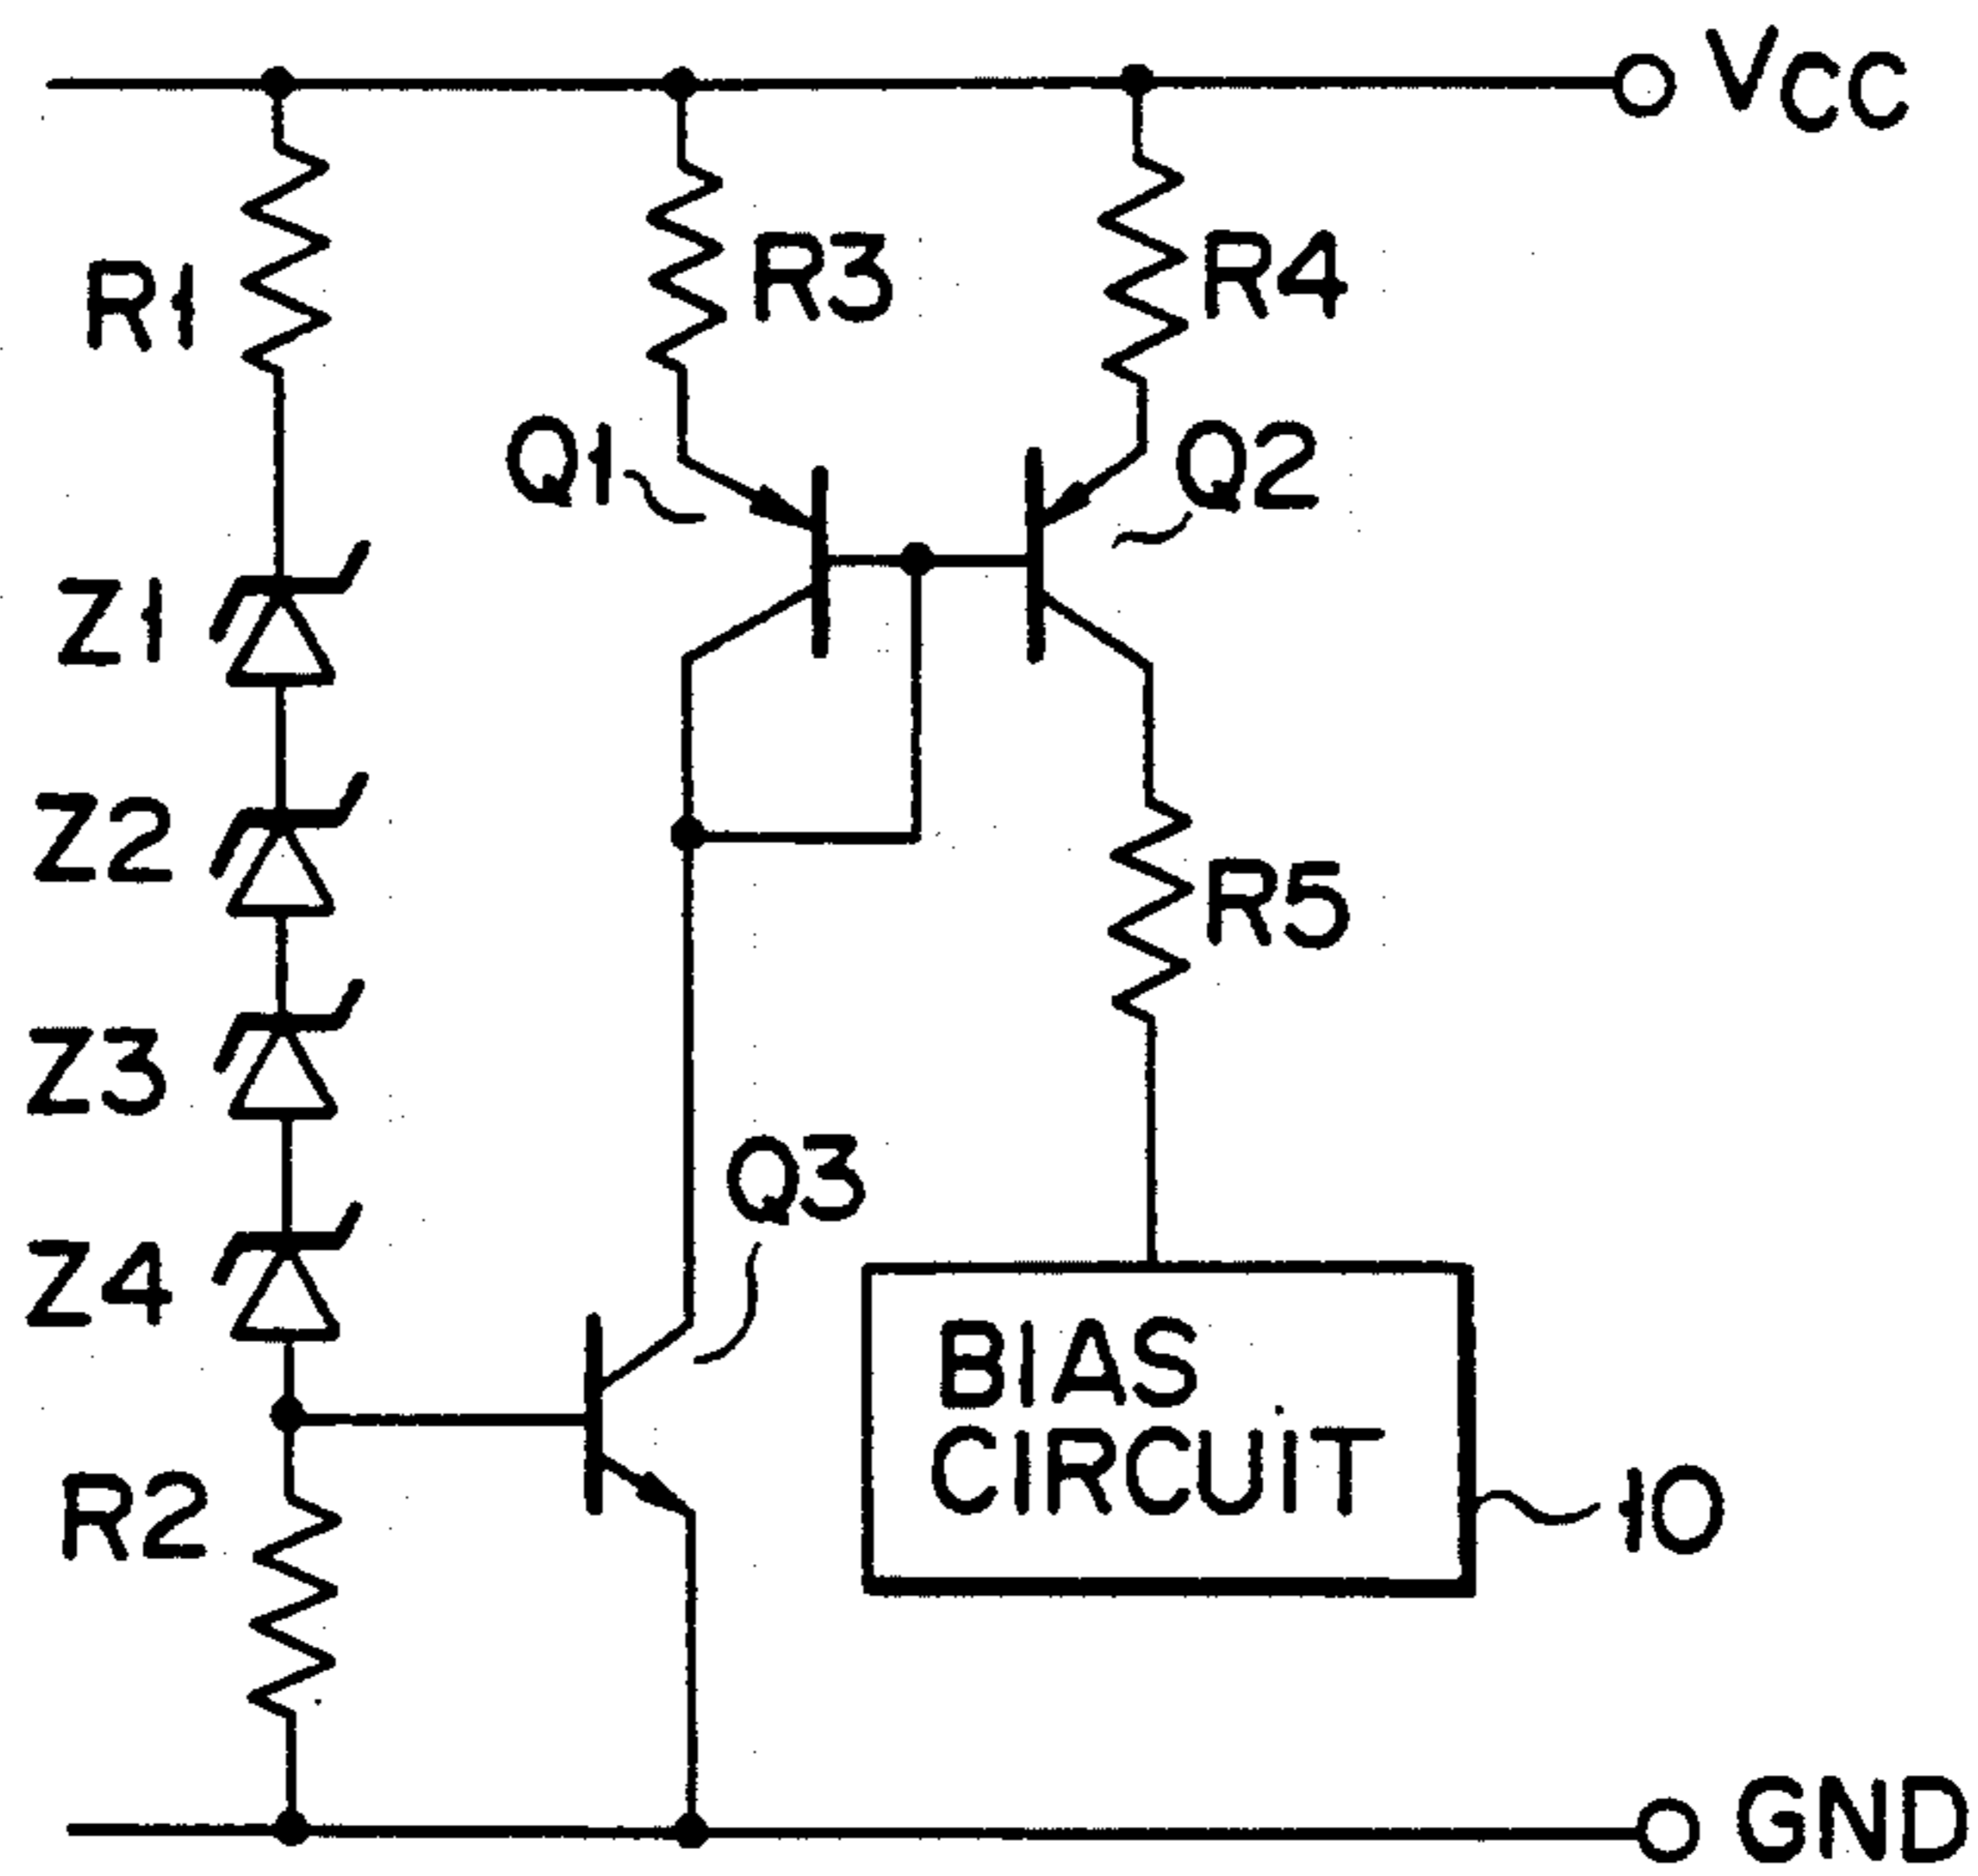 VCC
R1
R3
R4
Q1
Q2
Z1
Z2
R5
Z3
Q3
Z4
BIAS
CIRCUIT
R2
10
GND